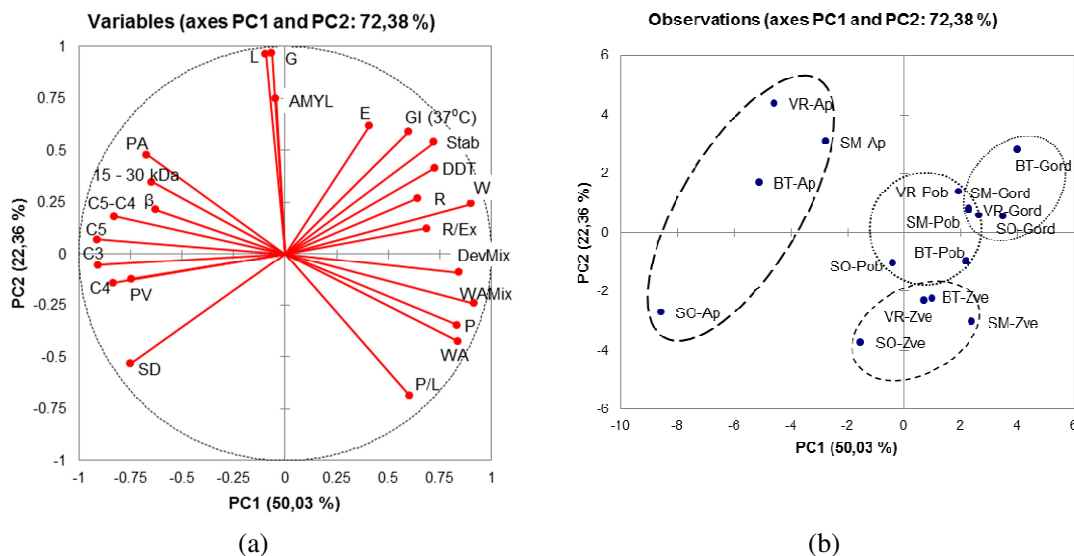 Variables (axes PC1 and PC2: 72,38 %)
1
L
G
0.75
AMYL
E
GI (37⁰C)
Stab
0.5
PA
DDT
15 - 30 kDa
W
0.25
β
R
C5-C4
R/Ex
C5
DevMix
0
C3
C4
PV
WAMix
-0.25
P
WA
-0.5
SD
P/L
-0.75
-1
-1 -0.75 -0.5 -0.25 0 0.25 0.5 0.75 1
PC1 (50,03 %)
PC2 (22,36 %)
(a)
Observations (axes PC1 and PC2: 72,38 %)
6
VR-Ap
4
SM-Ap
BT-Gord
2
BT-Ap
VR-Pob
SM-Gord
SM-Pob
VR-Gord
SO-Gord
0
BT-Pob
SO-Pob
-2
SO-Ap
BT-Zve
VR-Zve
SM-Zve
SO-Zve
-4
-6
-10 -8 -6 -4 -2 0 2 4 6
PC1 (50,03 %)
PC2 (22,36 %)
(b)